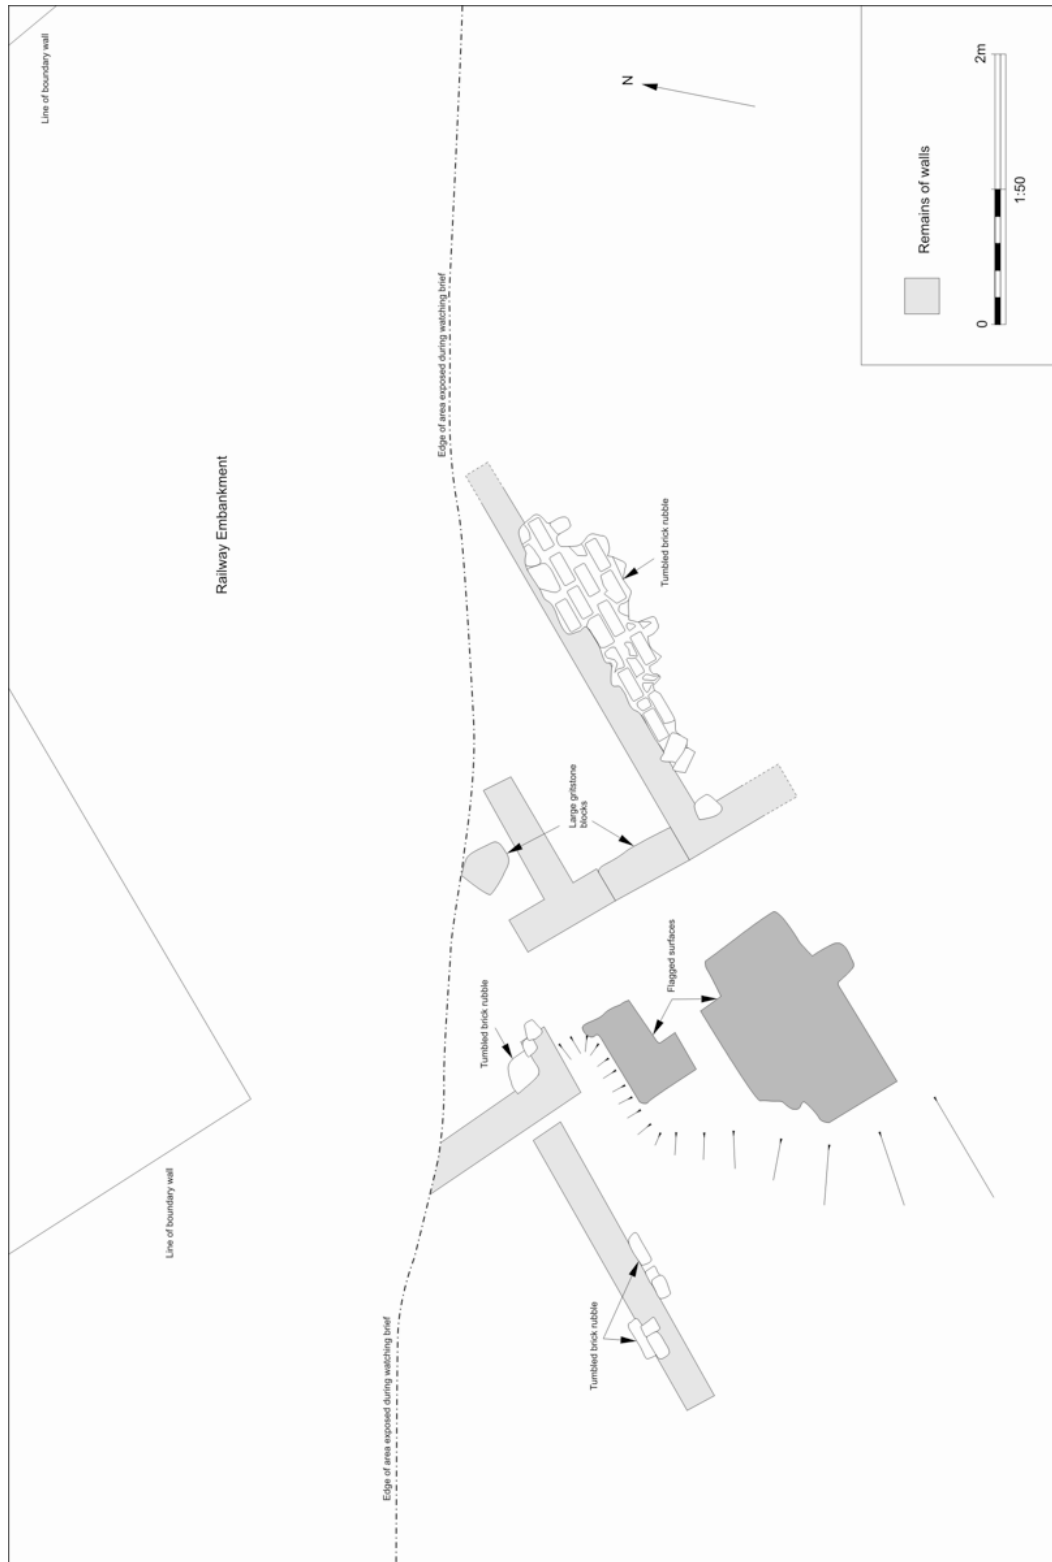 Line of boundary wall
N
2m
Remains of walls
1:50
0
Edge of area exposed during watching brief
Railway Embankment
Tumbled brick rubble
Large gritstone
blocks
Flagged surfaces
Tumbled brick rubble
Line of boundary wall
Tumbled brick rubble
Edge of area exposed during watching brief